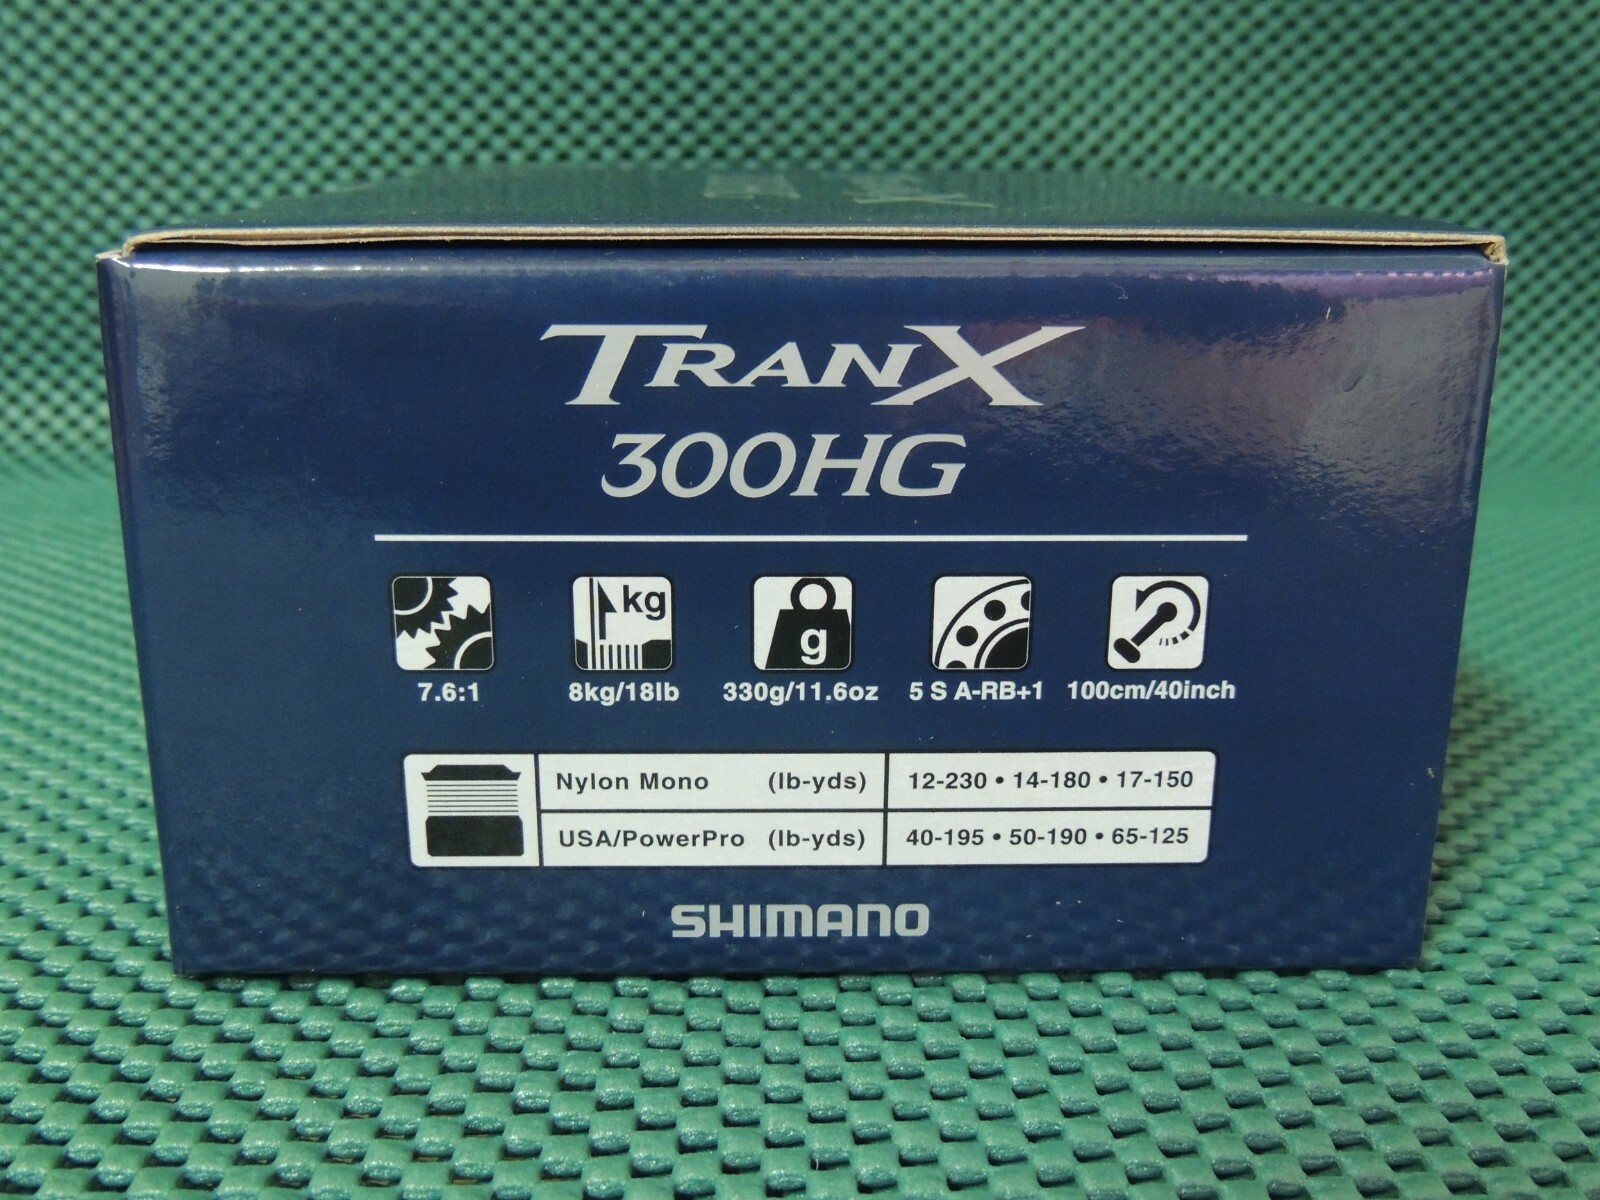 TRANX
300HG
kg
g
7.6:1 8kg/18lb 330g/11.6oz 5 S A-RB+1 100cm/40inch
Nylon Mono (lb-yds) 12-230 • 14-180 • 17-150
USA/PowerPro (lb-yds) 40-195 • 50-190 • 65-125
SHIMANO